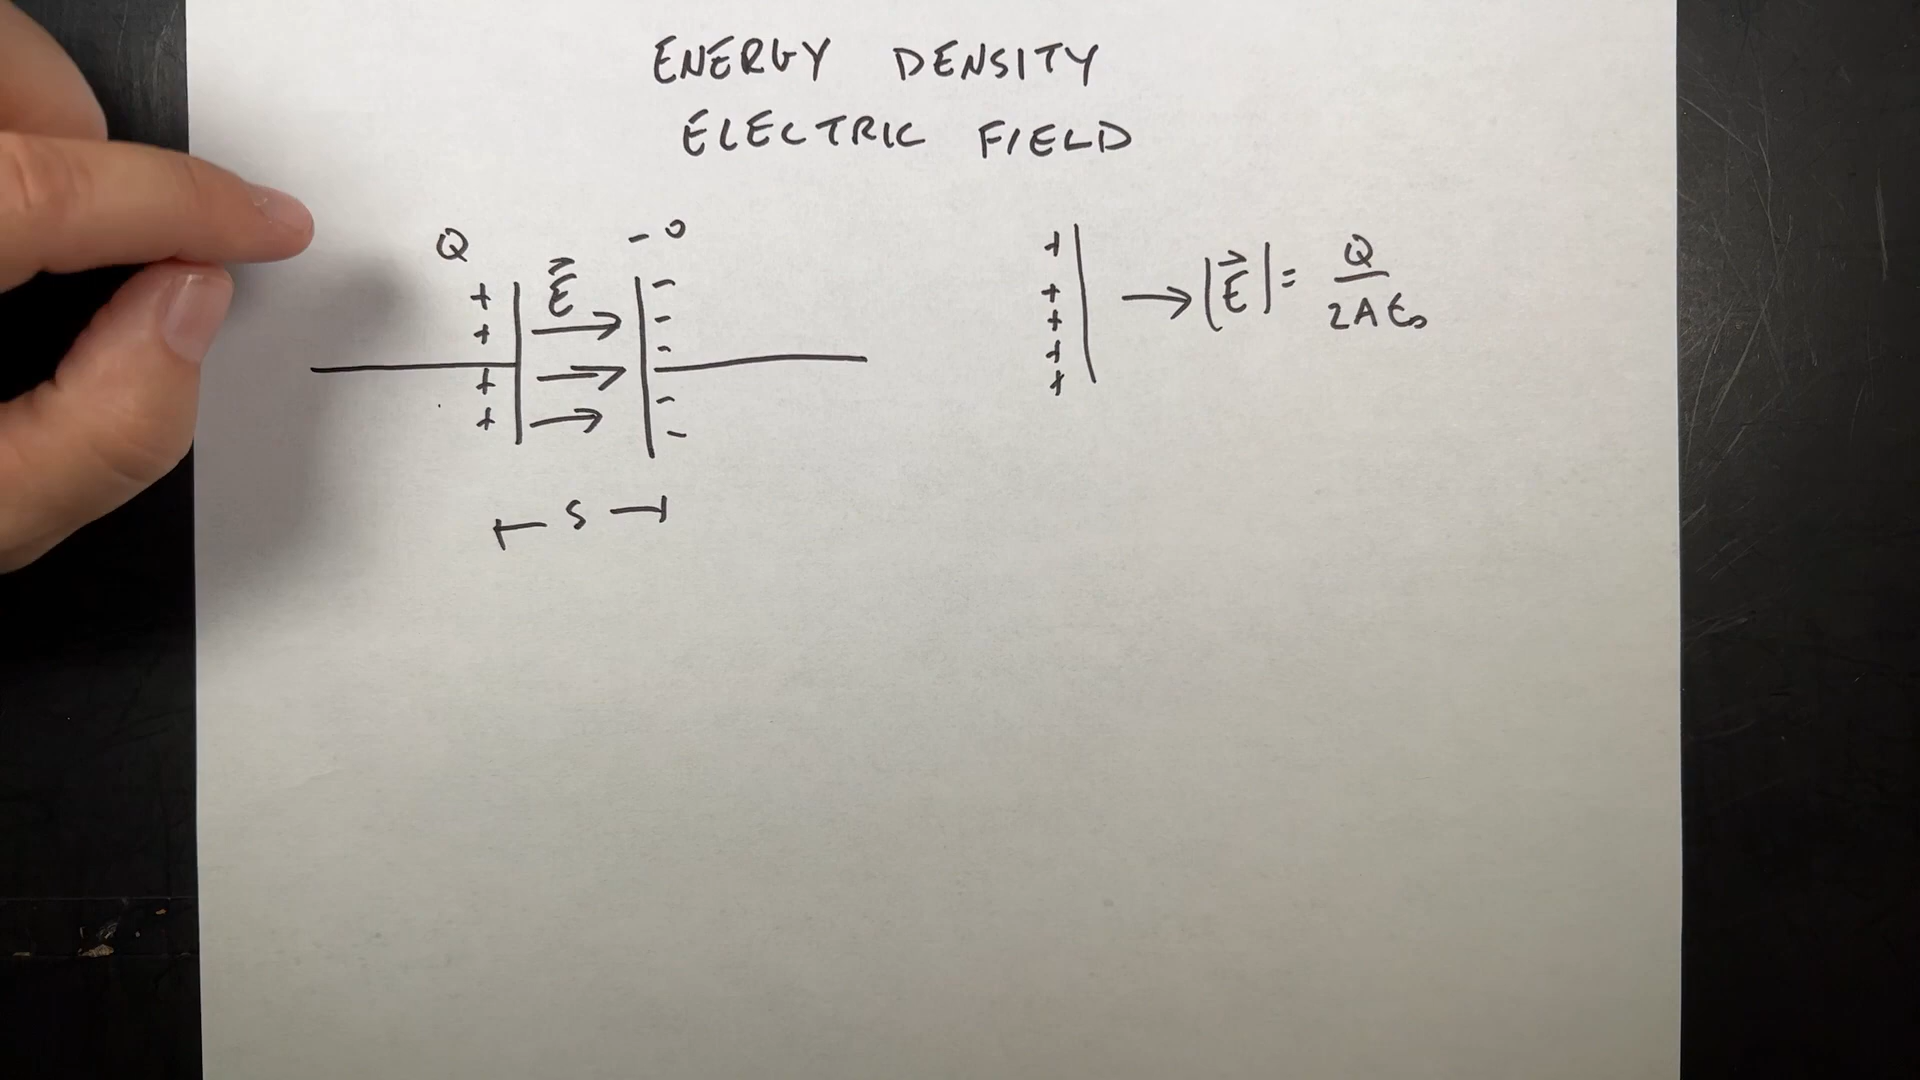 ENERGY DENSITY
ELECTRIC FIELD
Q
+
+
+
+
E⃗
-
-
-
-
-
s
+
+
+
+
+
→ |E⃗| = Q / 2Aε₀